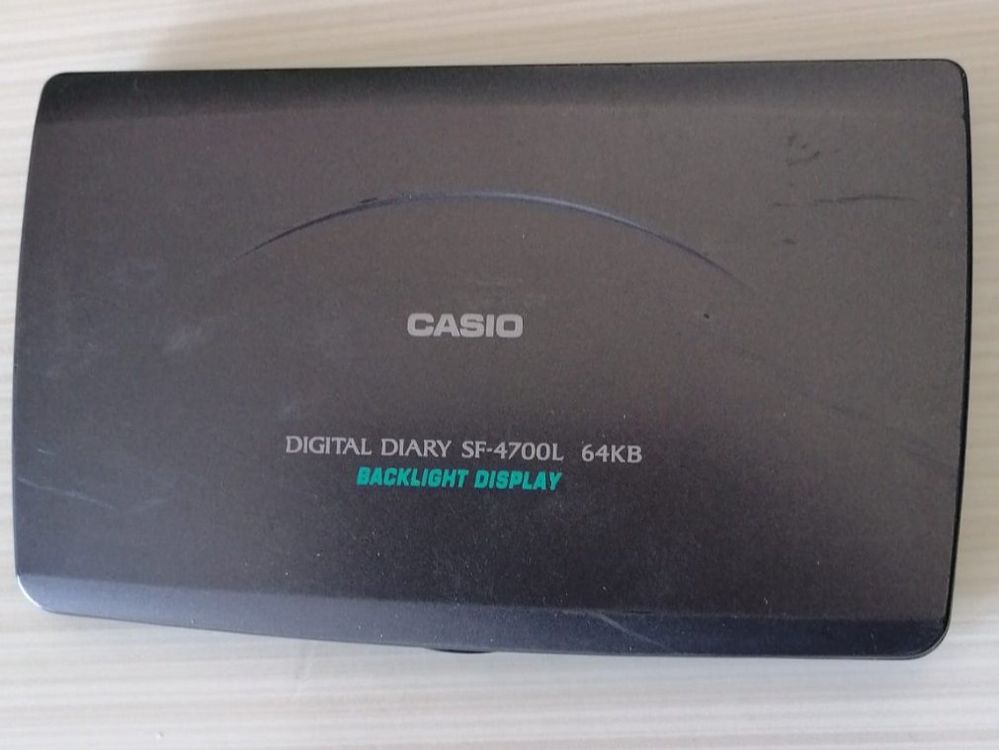 CASIO
DIGITAL DIARY SF-4700L 64KB
BACKLIGHT DISPLAY